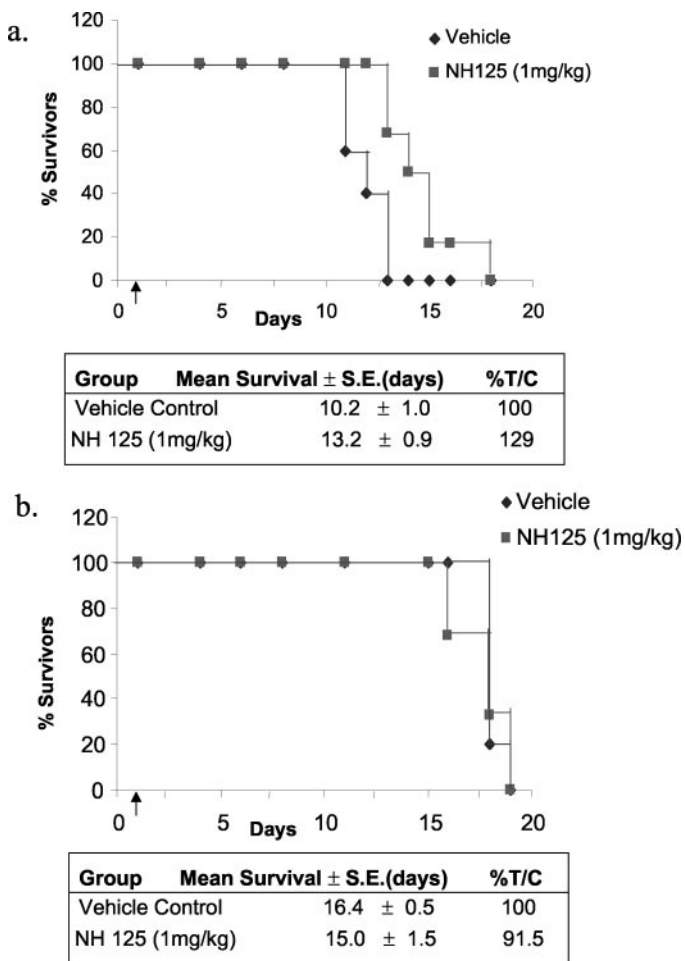 a.
Vehicle
NH125 (1mg/kg)
120
100
80
60
40
20
0
% Survivors
0 5 10 15 20
Days
Group Mean Survival ± S.E.(days) %T/C
Vehicle Control 10.2 ± 1.0 100
NH 125 (1mg/kg) 13.2 ± 0.9 129
b.
Vehicle
NH125 (1mg/kg)
120
100
80
60
40
20
0
% Survivors
0 5 10 15 20
Days
Group Mean Survival ± S.E.(days) %T/C
Vehicle Control 16.4 ± 0.5 100
NH 125 (1mg/kg) 15.0 ± 1.5 91.5